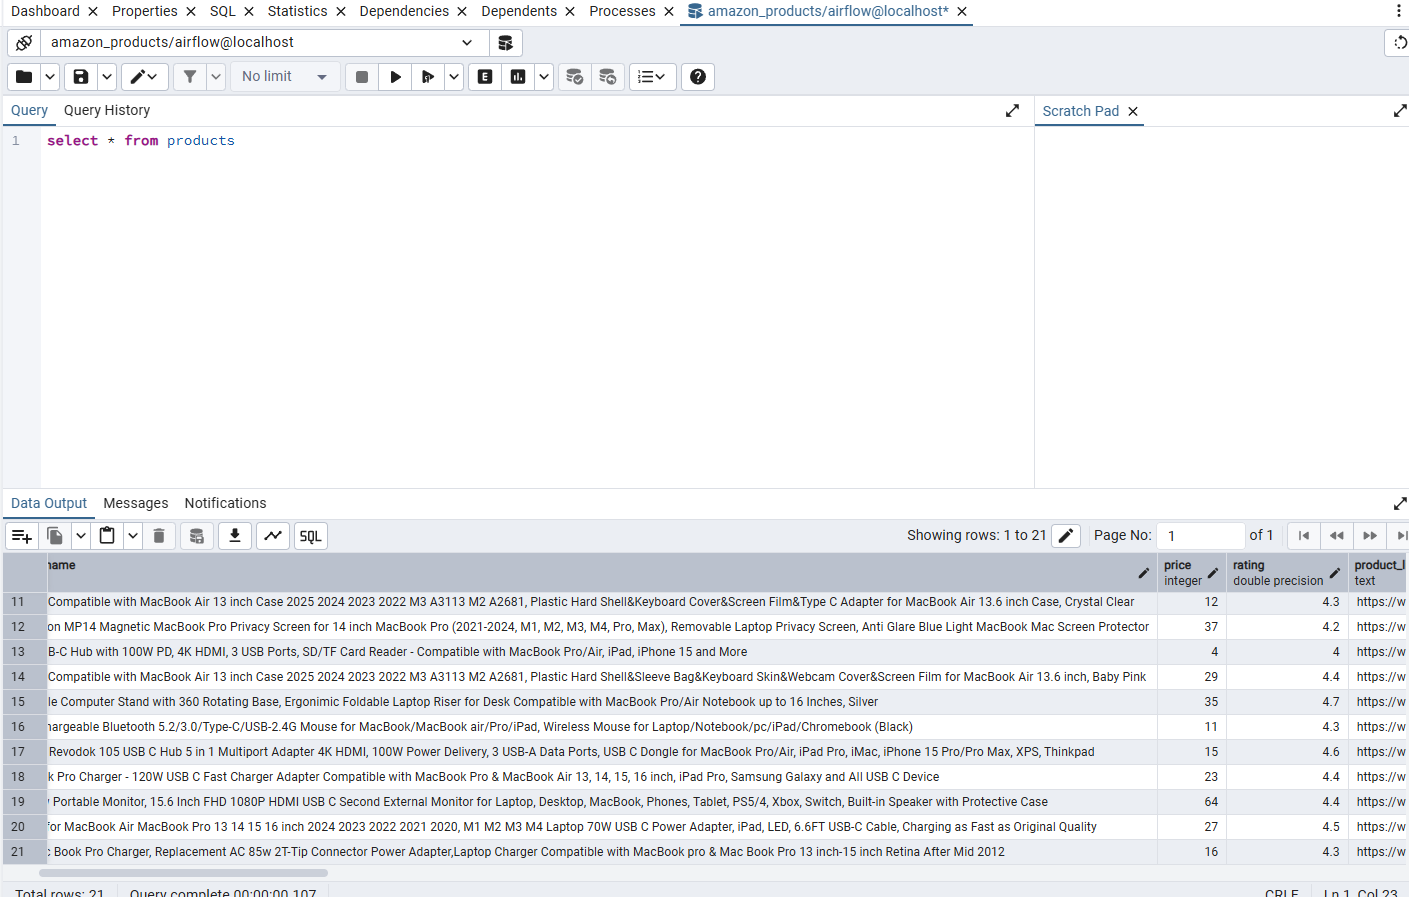 Dashboard Properties SQL Statistics Dependencies Dependents Processes amazon_products/airflow@localhost*
amazon_products/airflow@localhost
No limit E
Query Query History Scratch Pad
1 select * from products
Data Output Messages Notifications
SQL Showing rows: 1 to 21 Page No: 1 of 1
name price rating product_l
integer double precision text
11 Compatible with MacBook Air 13 inch Case 2025 2024 2023 2022 M3 A3113 M2 A2681, Plastic Hard Shell&Keyboard Cover&Screen Film&Type C Adapter for MacBook Air 13.6 inch Case, Crystal Clear 12 4.3 https://w
12 on MP14 Magnetic MacBook Pro Privacy Screen for 14 inch MacBook Pro (2021-2024, M1, M2, M3, M4, Pro, Max), Removable Laptop Privacy Screen, Anti Glare Blue Light MacBook Mac Screen Protector 37 4.2 https://w
13 B-C Hub with 100W PD, 4K HDMI, 3 USB Ports, SD/TF Card Reader - Compatible with MacBook Pro/Air, iPad, iPhone 15 and More 4 4 https://w
14 Compatible with MacBook Air 13 inch Case 2025 2024 2023 2022 M3 A3113 M2 A2681, Plastic Hard Shell&Sleeve Bag&Keyboard Skin&Webcam Cover&Screen Film for MacBook Air 13.6 inch, Baby Pink 29 4.4 https://w
15 le Computer Stand with 360 Rotating Base, Ergonimic Foldable Laptop Riser for Desk Compatible with MacBook Pro/Air Notebook up to 16 Inches, Silver 35 4.7 https://w
16 hargeable Bluetooth 5.2/3.0/Type-C/USB-2.4G Mouse for MacBook/MacBook air/Pro/iPad, Wireless Mouse for Laptop/Notebook/pc/iPad/Chromebook (Black) 11 4.3 https://w
17 Revodok 105 USB C Hub 5 in 1 Multiport Adapter 4K HDMI, 100W Power Delivery, 3 USB-A Data Ports, USB C Dongle for MacBook Pro/Air, iPad Pro, iMac, iPhone 15 Pro/Pro Max, XPS, Thinkpad 15 4.6 https://w
18 k Pro Charger - 120W USB C Fast Charger Adapter Compatible with MacBook Pro & MacBook Air 13, 14, 15, 16 inch, iPad Pro, Samsung Galaxy and All USB C Device 23 4.4 https://w
19 Portable Monitor, 15.6 Inch FHD 1080P HDMI USB C Second External Monitor for Laptop, Desktop, MacBook, Phones, Tablet, PS5/4, Xbox, Switch, Built-in Speaker with Protective Case 64 4.4 https://w
20 for MacBook Air MacBook Pro 13 14 15 16 inch 2024 2023 2022 2021 2020, M1 M2 M3 M4 Laptop 70W USB C Power Adapter, iPad, LED, 6.6FT USB-C Cable, Charging as Fast as Original Quality 27 4.5 https://w
21 Book Pro Charger, Replacement AC 85w 2T-Tip Connector Power Adapter,Laptop Charger Compatible with MacBook pro & Mac Book Pro 13 inch-15 inch Retina After Mid 2012 16 4.3 https://w
Total rows: 21 Query complete 00:00:00.107 CRLF Ln 1, Col 23